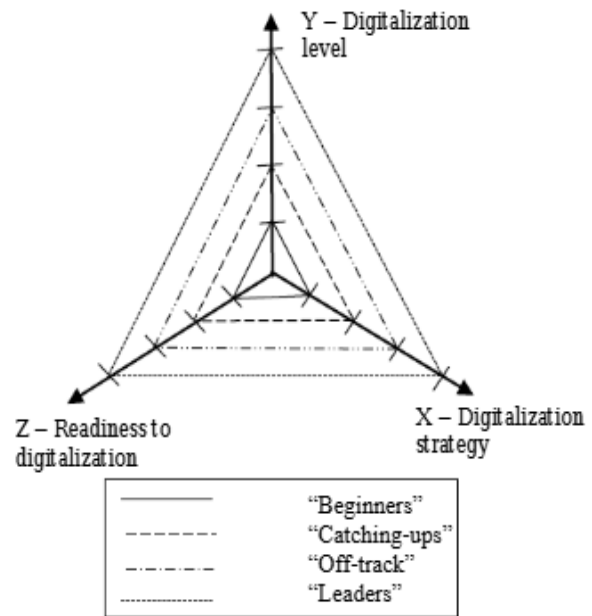 Y – Digitalization
level
Z – Readiness to
digitalization
X – Digitalization
strategy
“Beginners”
“Catching-ups”
“Off-track”
“Leaders”